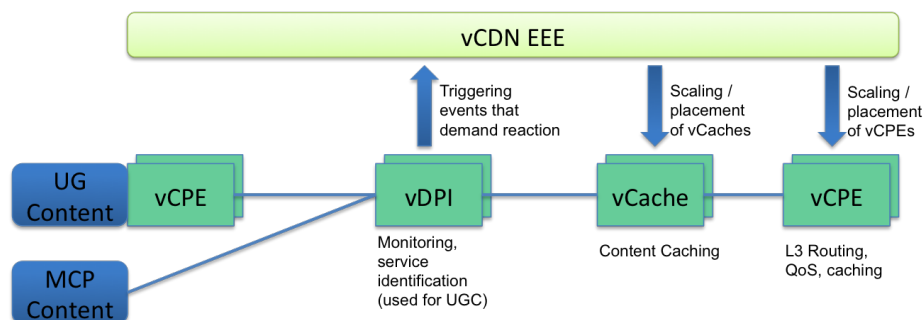 vCDN EEE
Triggering
events that
demand reaction
Scaling /
placement
of vCaches
Scaling /
placement
of vCPEs
UG
Content
vCPE
vDPI
vCache
vCPE
Monitoring,
service
identification
(used for UGC)
Content Caching
L3 Routing,
QoS, caching
MCP
Content